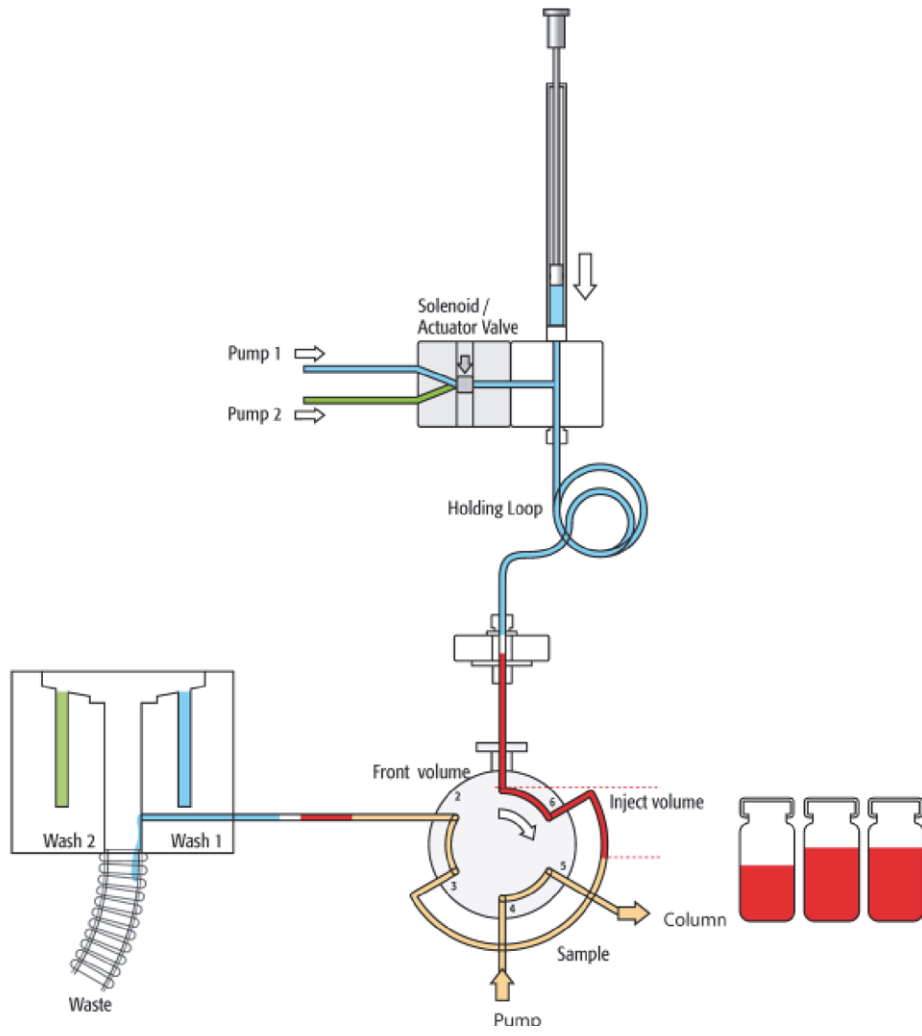 Solenoid /
Actuator Valve
Pump 1
Pump 2
Holding Loop
Front volume
2
6
Inject volume
Wash 2
Wash 1
3
5
4
Column
Sample
Waste
Pump